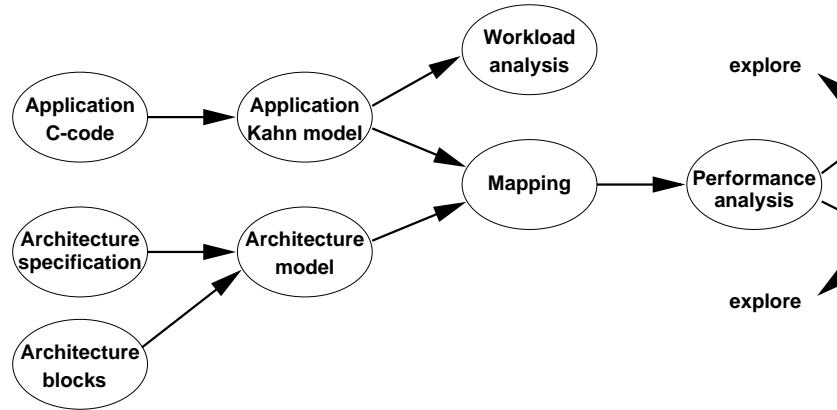 Workload
analysis
explore
Application
C-code
Application
Kahn model
Mapping
Performance
analysis
Architecture
specification
Architecture
model
explore
Architecture
blocks